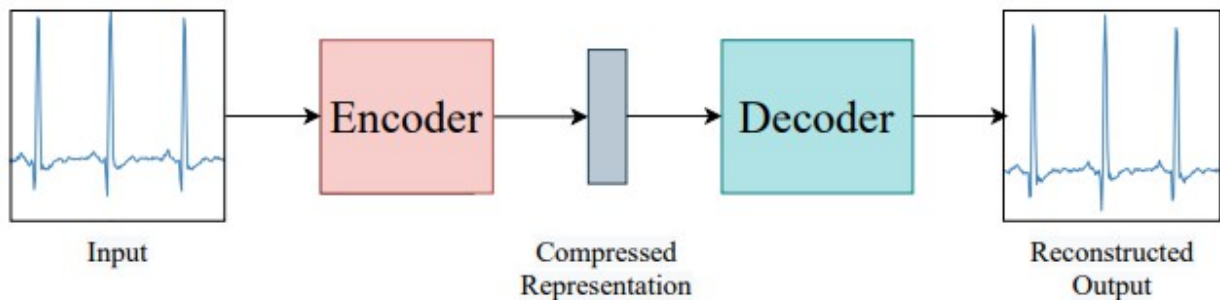 Encoder
Decoder
Input
Compressed
Representation
Reconstructed
Output